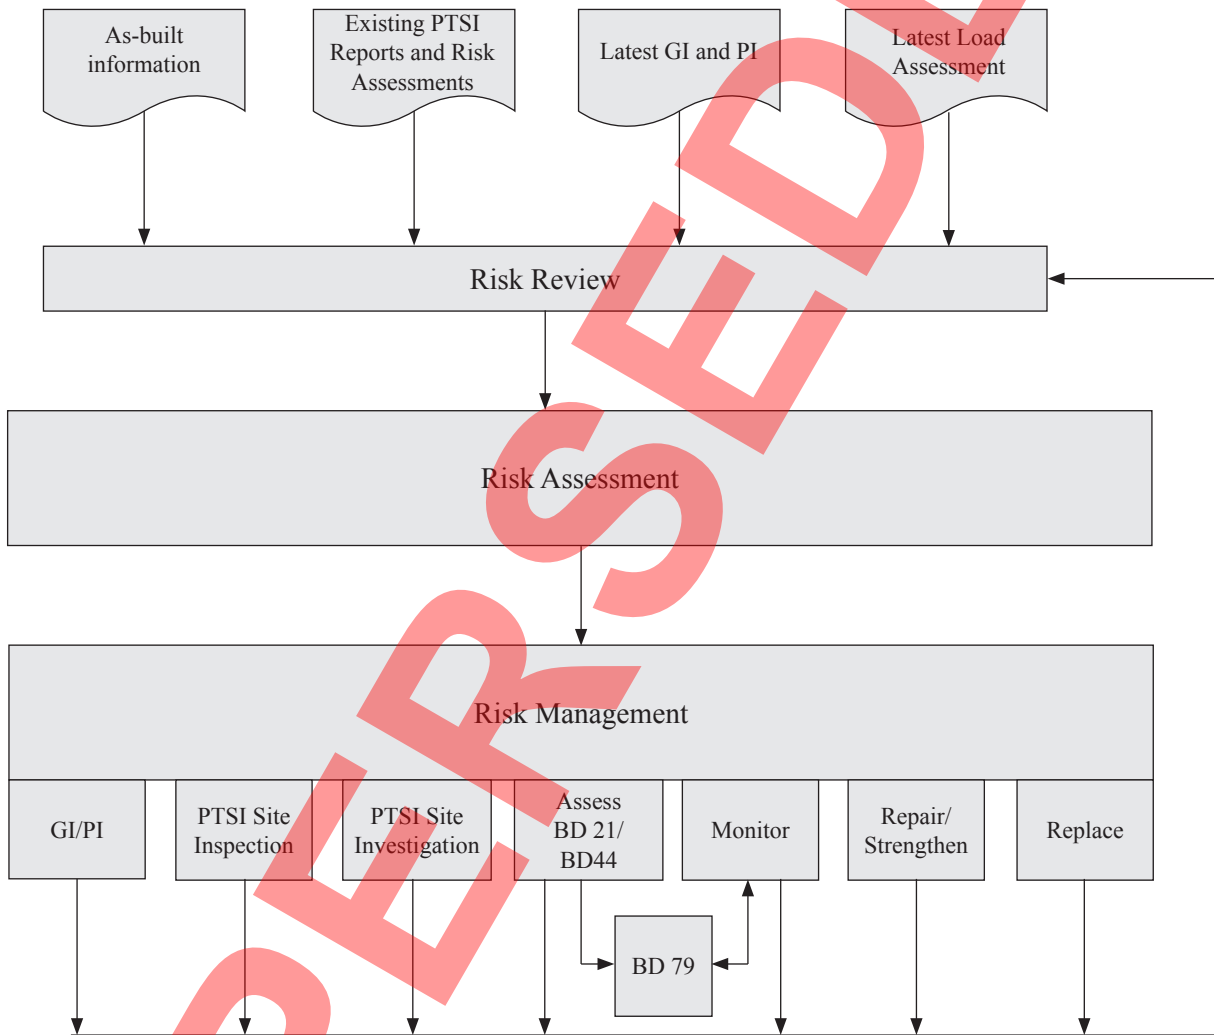 As-built
information
Existing PTSI
Reports and Risk
Assessments
Latest GI and PI
Latest Load
Assessment
Risk Review
Risk Assessment
Risk Management
GI/PI
PTSI Site
Inspection
PTSI Site
Investigation
Assess
BD 21/
BD44
Monitor
Repair/
Strengthen
Replace
BD 79
PERSEDE